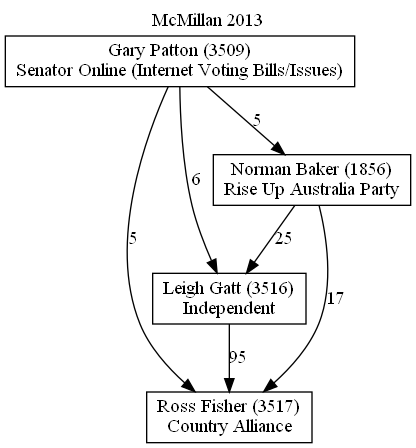 McMillan 2013
Gary Patton (3509)
Senator Online (Internet Voting Bills/Issues)
5
Norman Baker (1856)
Rise Up Australia Party
6
5
25
Leigh Gatt (3516)
Independent
17
95
Ross Fisher (3517)
Country Alliance